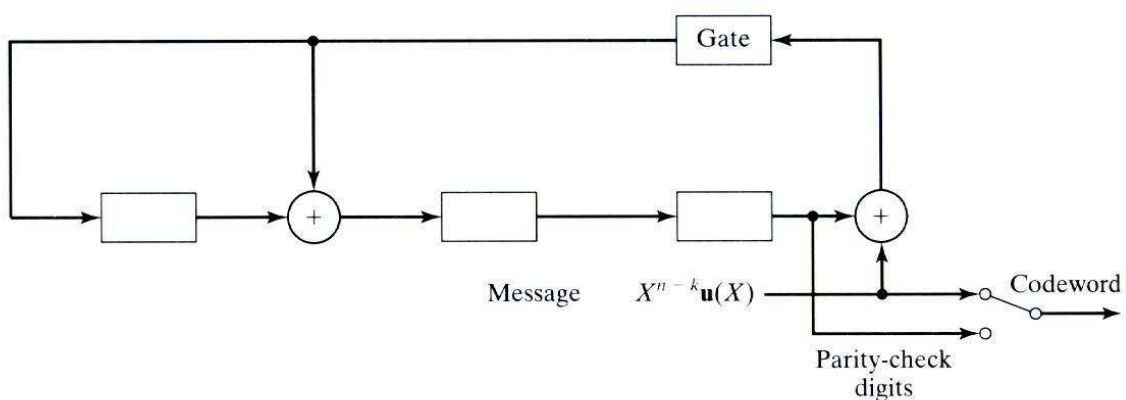 Gate
+
+
Message X^{n − k}u(X)
Codeword
Parity-check
digits